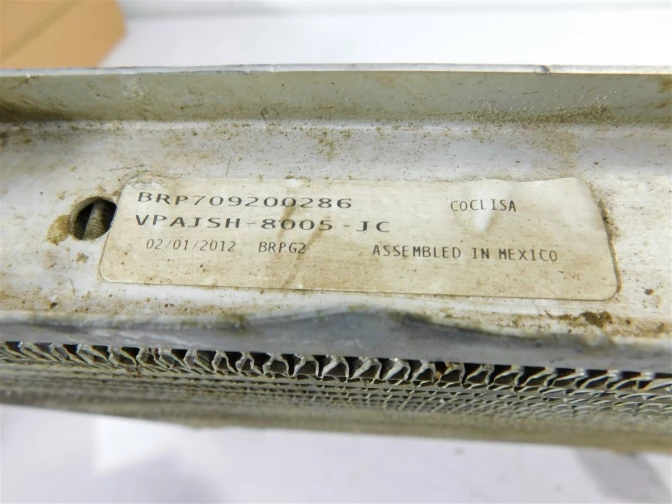 BRP709200286 COCLISA
VPAJSH-8005-JC
02/01/2012 BRPG2 ASSEMBLED IN MEXICO